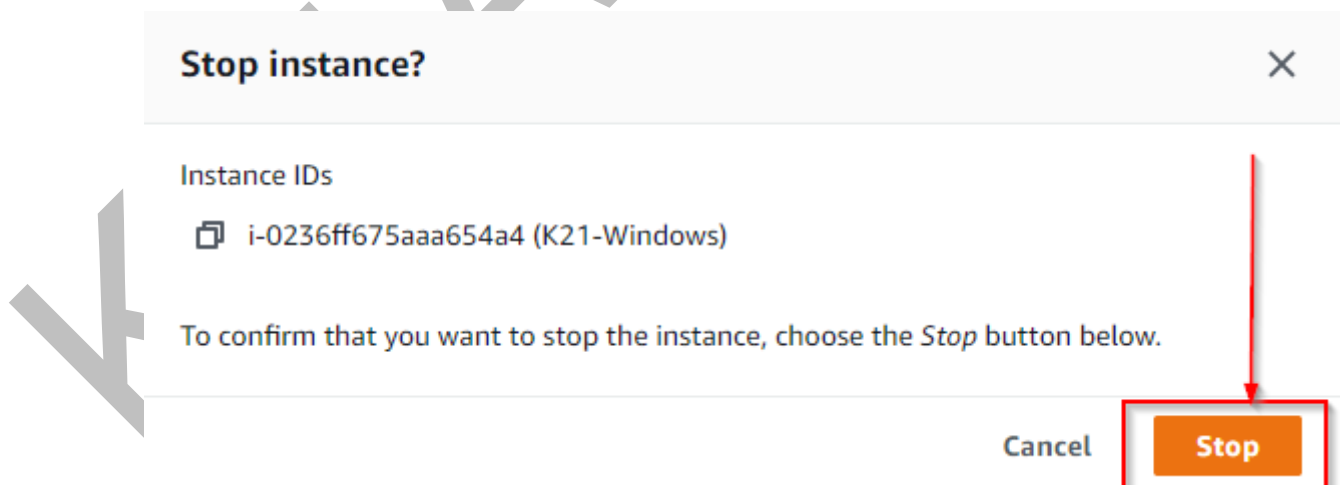 Stop instance?
Instance IDs
i-0236ff675aaa654a4 (K21-Windows)
To confirm that you want to stop the instance, choose the Stop button below.
Cancel
Stop